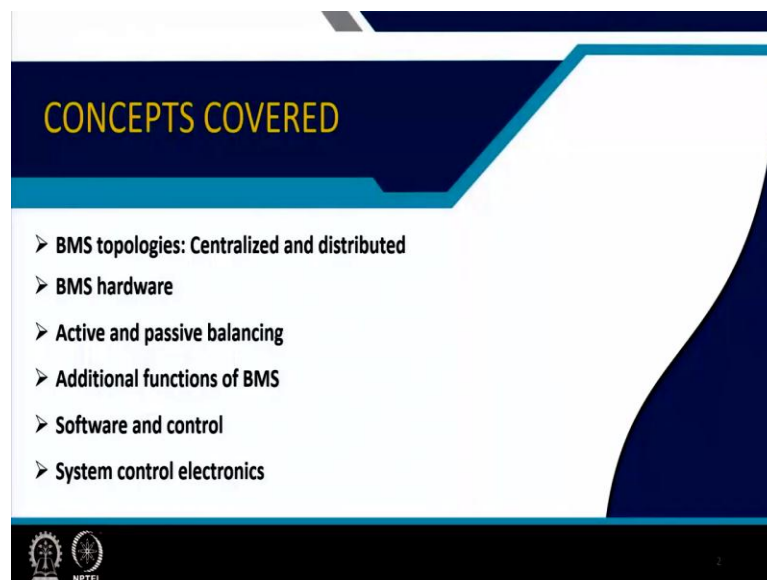 CONCEPTS COVERED
➢ BMS topologies: Centralized and distributed
➢ BMS hardware
➢ Active and passive balancing
➢ Additional functions of BMS
➢ Software and control
➢ System control electronics
NPTEL
2